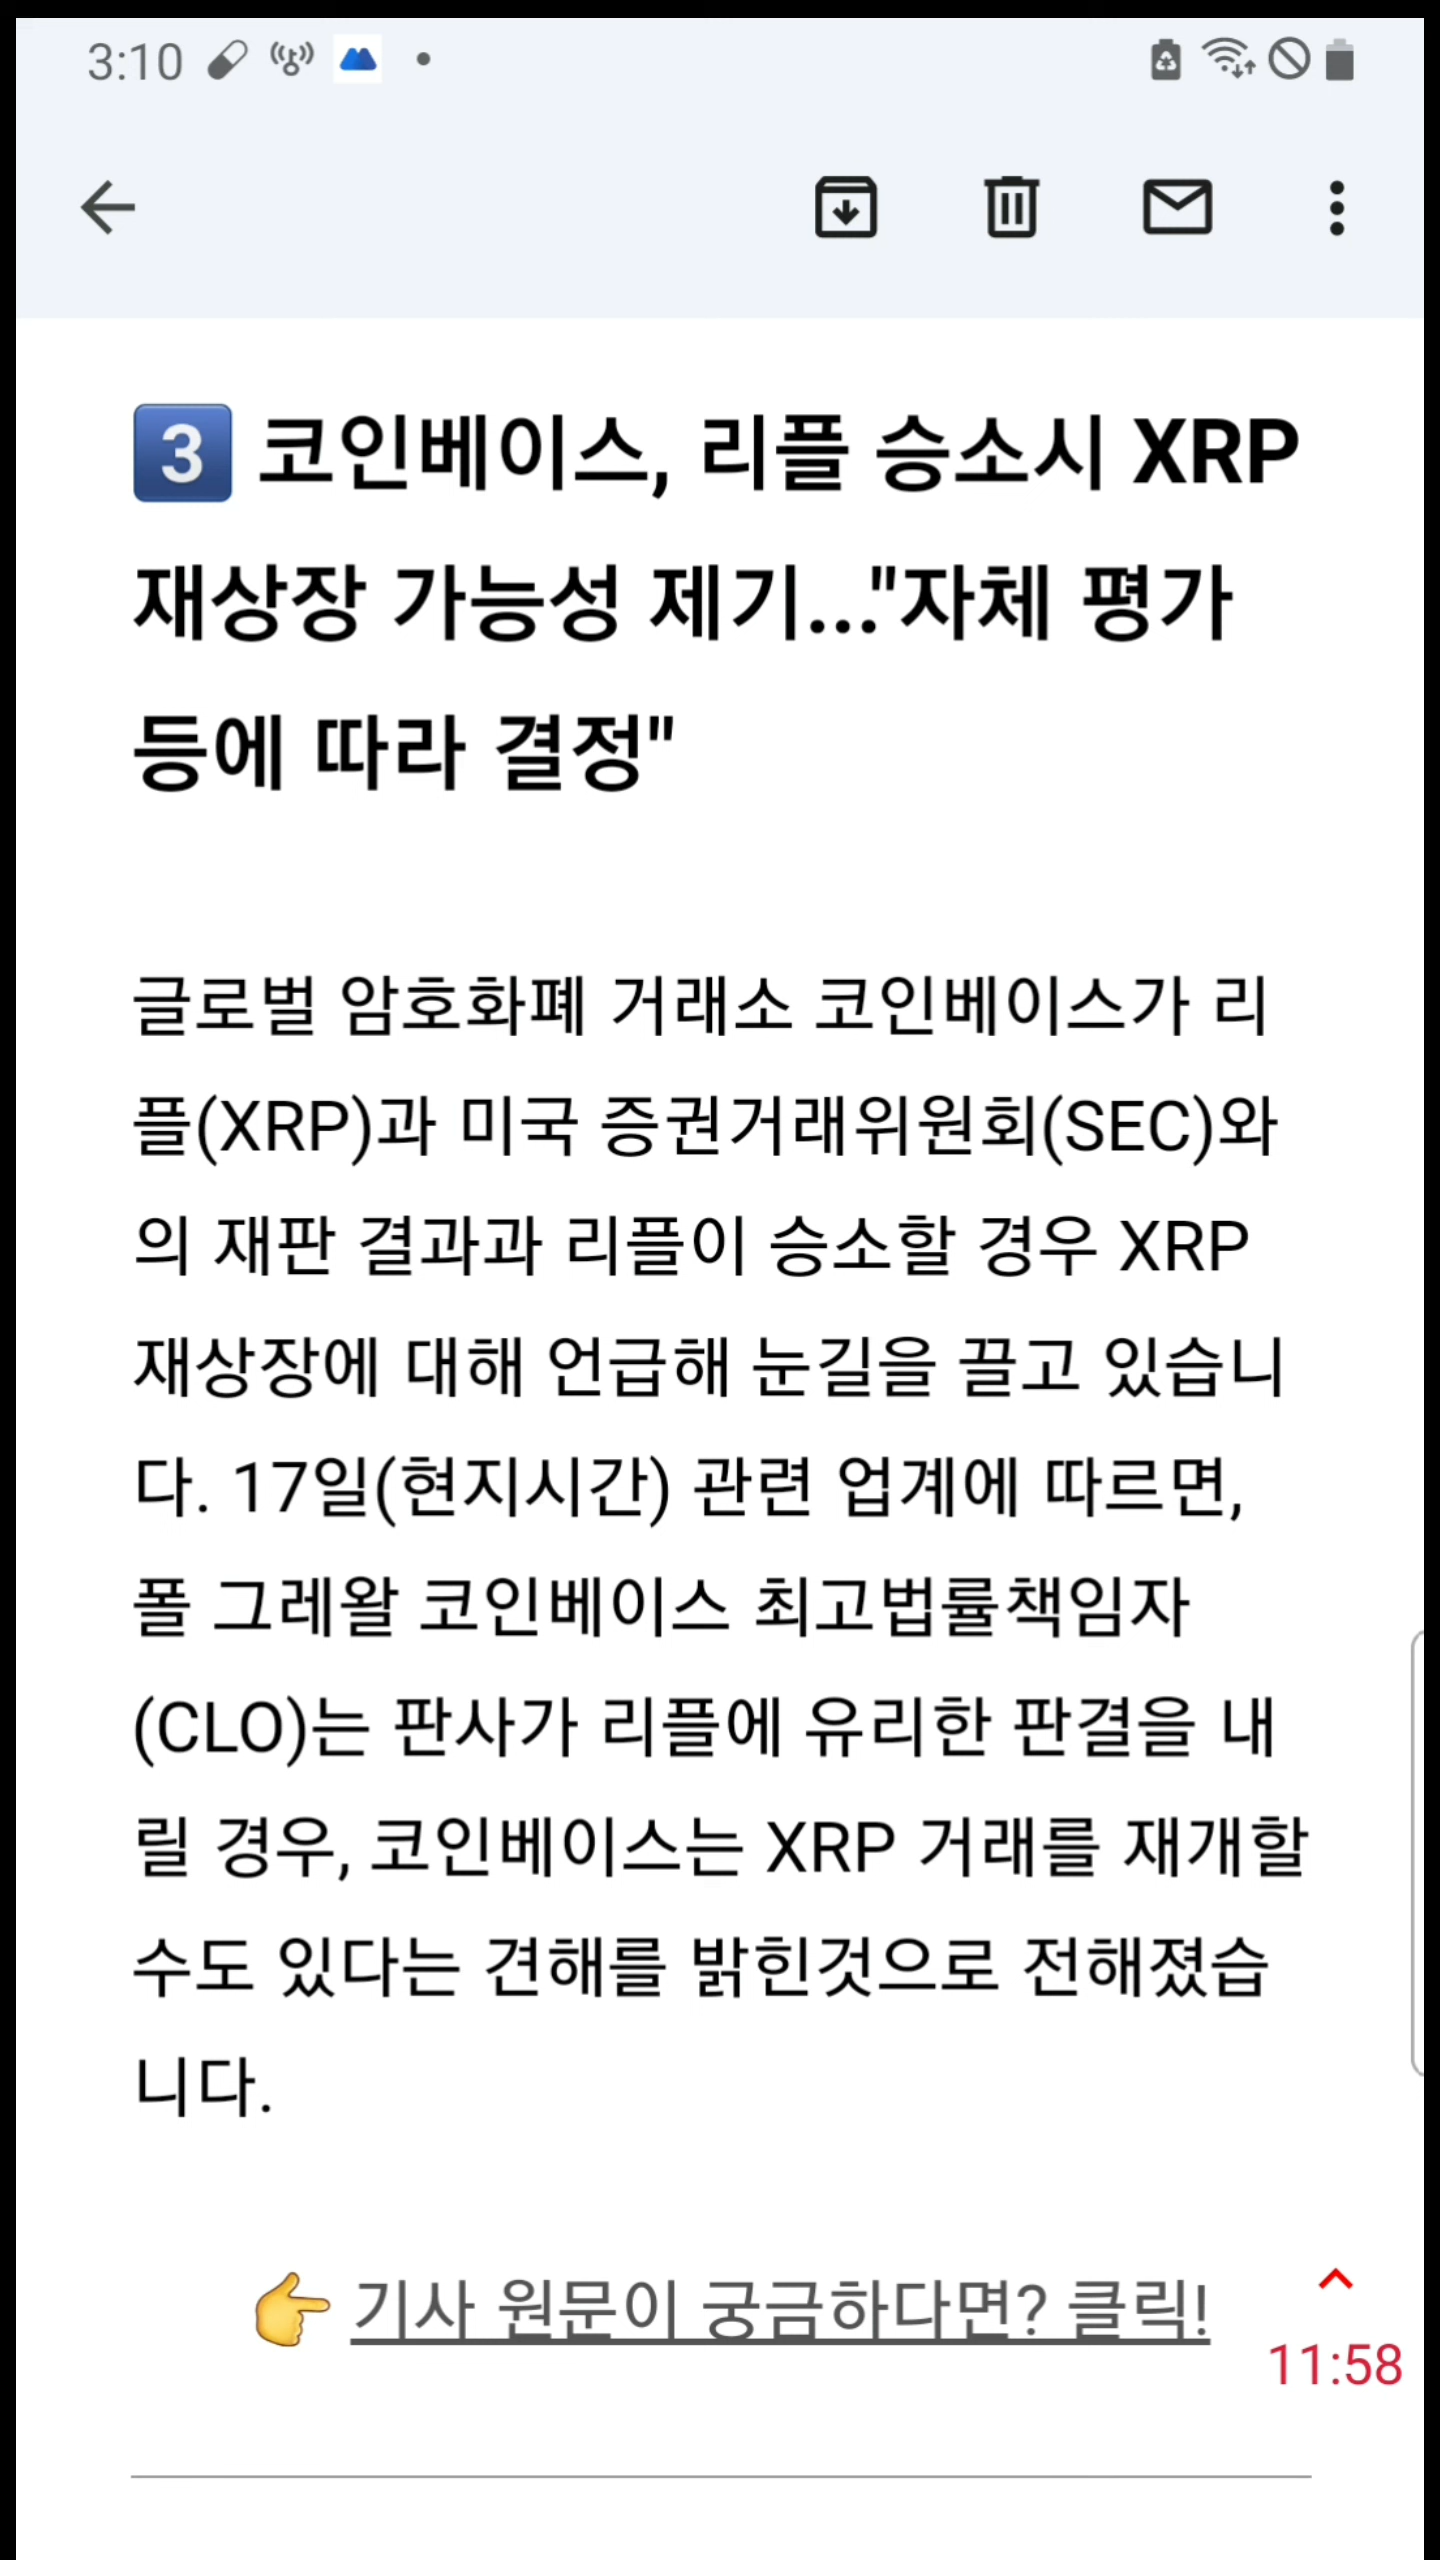 3:10
3 코인베이스, 리플 승소시 XRP
재상장 가능성 제기..."자체 평가
등에 따라 결정"
글로벌 암호화폐 거래소 코인베이스가 리
플(XRP)과 미국 증권거래위원회(SEC)와
의 재판 결과과 리플이 승소할 경우 XRP
재상장에 대해 언급해 눈길을 끌고 있습니
다. 17일(현지시간) 관련 업계에 따르면,
폴 그레왈 코인베이스 최고법률책임자
(CLO)는 판사가 리플에 유리한 판결을 내
릴 경우, 코인베이스는 XRP 거래를 재개할
수도 있다는 견해를 밝힌것으로 전해졌습
니다.
👉 기사 원문이 궁금하다면? 클릭!
11:58